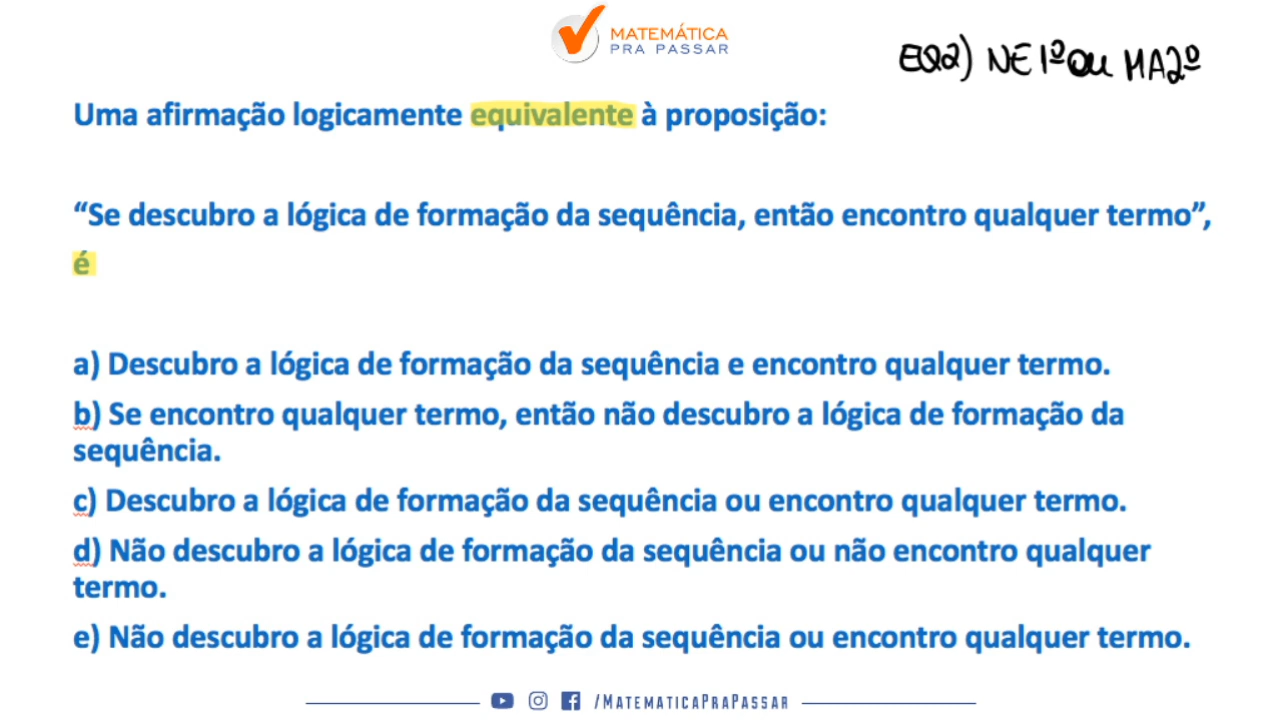 MATEMÁTICA
PRA PASSAR
EQ2) NE 1º ou MA2º
Uma afirmação logicamente equivalente à proposição:
“Se descubro a lógica de formação da sequência, então encontro qualquer termo”,
é
a) Descubro a lógica de formação da sequência e encontro qualquer termo.
b) Se encontro qualquer termo, então não descubro a lógica de formação da
sequência.
c) Descubro a lógica de formação da sequência ou encontro qualquer termo.
d) Não descubro a lógica de formação da sequência ou não encontro qualquer
termo.
e) Não descubro a lógica de formação da sequência ou encontro qualquer termo.
/MATEMATICAPRAPASSAR